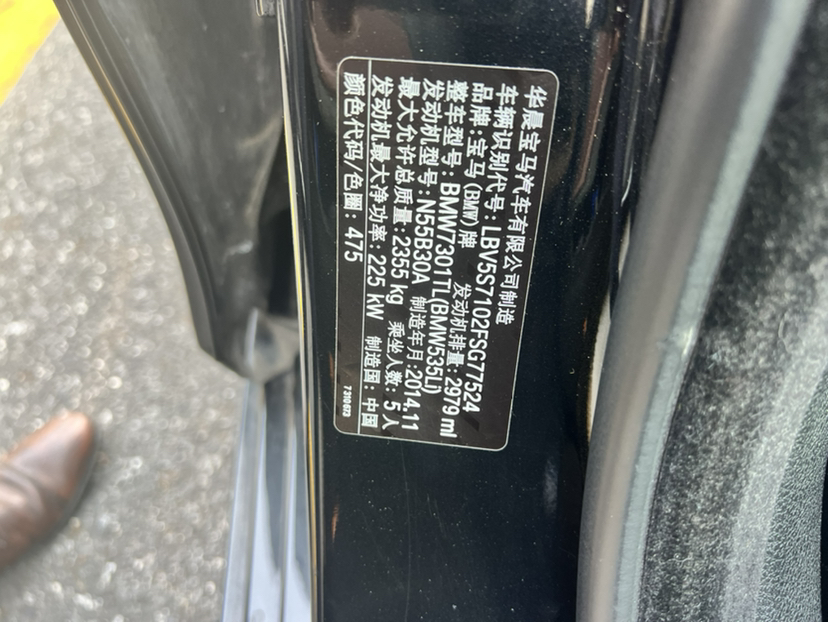 华晨宝马汽车有限公司制造
车辆识别代号: LBV5S7102FSG77524
品牌: 宝马(BMW)牌 发动机排量: 2979 ml
整车型号: BMW7301TL(BMW535Li)
发动机型号: N55B30A 制造年月: 2014.11
最大允许总质量: 2355 kg 乘坐人数: 5人
发动机最大净功率: 225 kW 制造国: 中国
颜色代码/色圈: 475
7 310 673